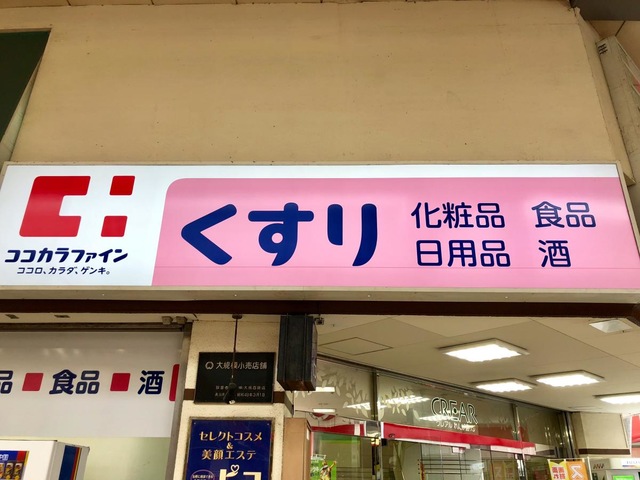 ココカラファイン
ココロ、カラダ、ゲンキ。
くすり
化粧品 食品
日用品 酒
品■食品■酒■
大規模小売店舗
CREAR
セレクトコスメ
&
美顔エステ